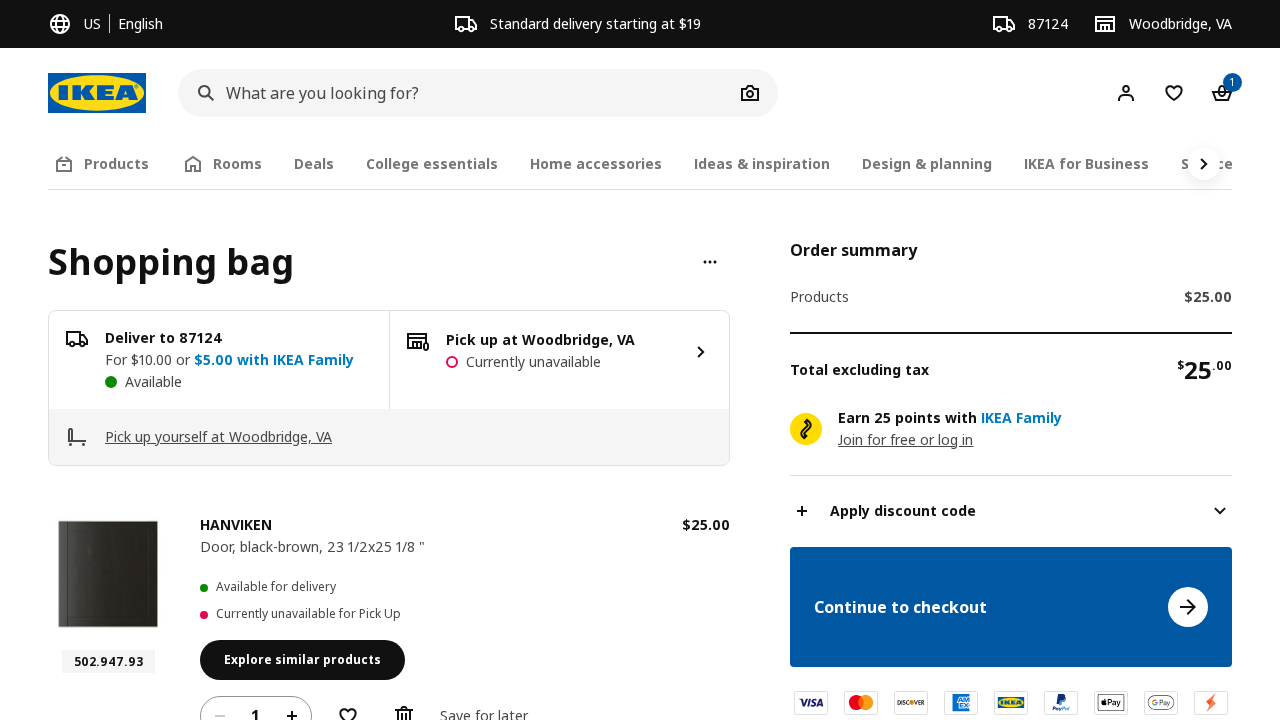 US | English
Standard delivery starting at $19
87124
Woodbridge, VA
IKEA
What are you looking for?
1
0
Products
Rooms
Deals
College essentials
Home accessories
Ideas & inspiration
Design & planning
IKEA for Business
Shopping bag
Deliver to 87124
For $10.00 or $5.00 with IKEA Family
Available
Pick up at Woodbridge, VA
Currently unavailable
Pick up yourself at Woodbridge, VA
HANVIKEN
$25.00
Door, black-brown, 23 1/2x25 1/8 "
Available for delivery
Currently unavailable for Pick Up
502.947.93
Explore similar products
1
Save for later
Order summary
Products
$25.00
Total excluding tax
$25.00
Earn 25 points with IKEA Family
Join for free or log in
Apply discount code
Continue to checkout
VISA
DISCOVER
AMEX
IKEA
PayPal
Apple Pay
G Pay